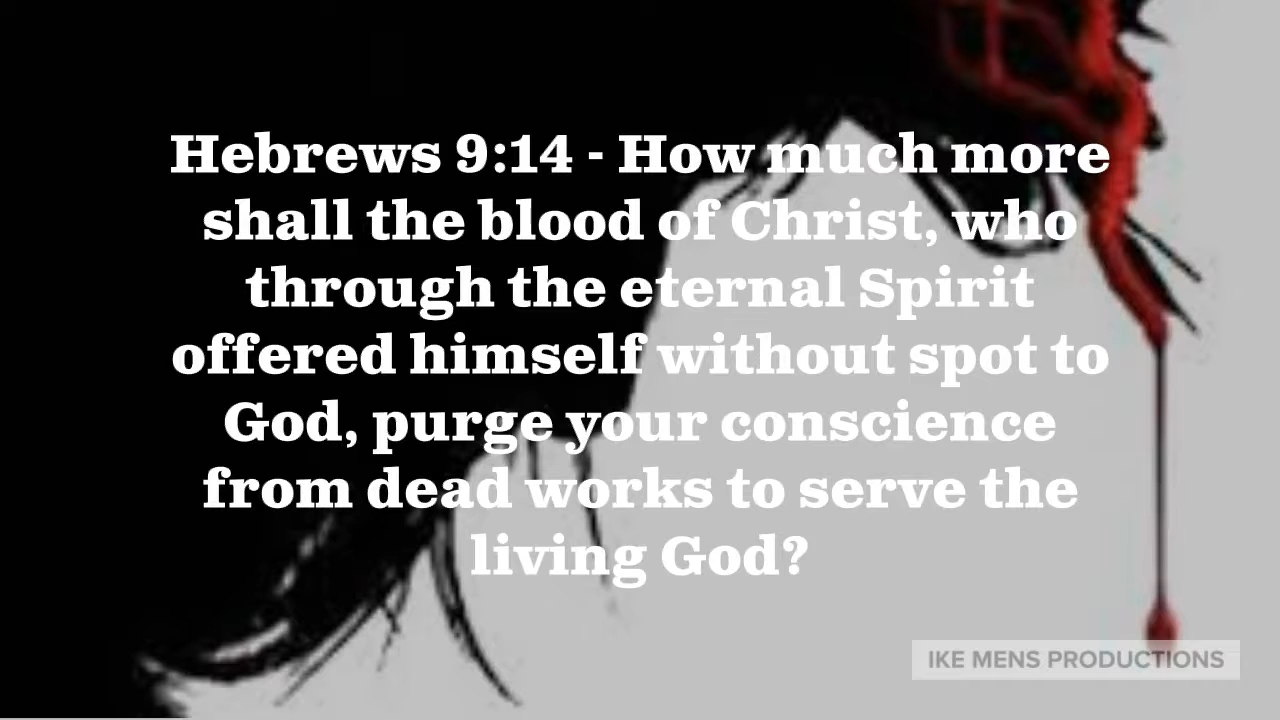 Hebrews 9:14 - How much more
shall the blood of Christ, who
through the eternal Spirit
offered himself without spot to
God, purge your conscience
from dead works to serve the
living God?
IKE MENS PRODUCTIONS